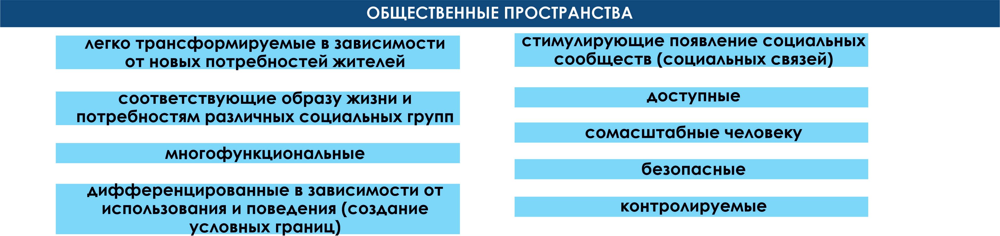 ОБЩЕСТВЕННЫЕ ПРОСТРАНСТВА
легко трансформируемые в зависимости
от новых потребностей жителей
соответствующие образу жизни и
потребностям различных социальных групп
многофункциональные
дифференцированные в зависимости от
использования и поведения (создание
условных границ)
стимулирующие появление социальных
сообществ (социальных связей)
доступные
сомасштабные человеку
безопасные
контролируемые